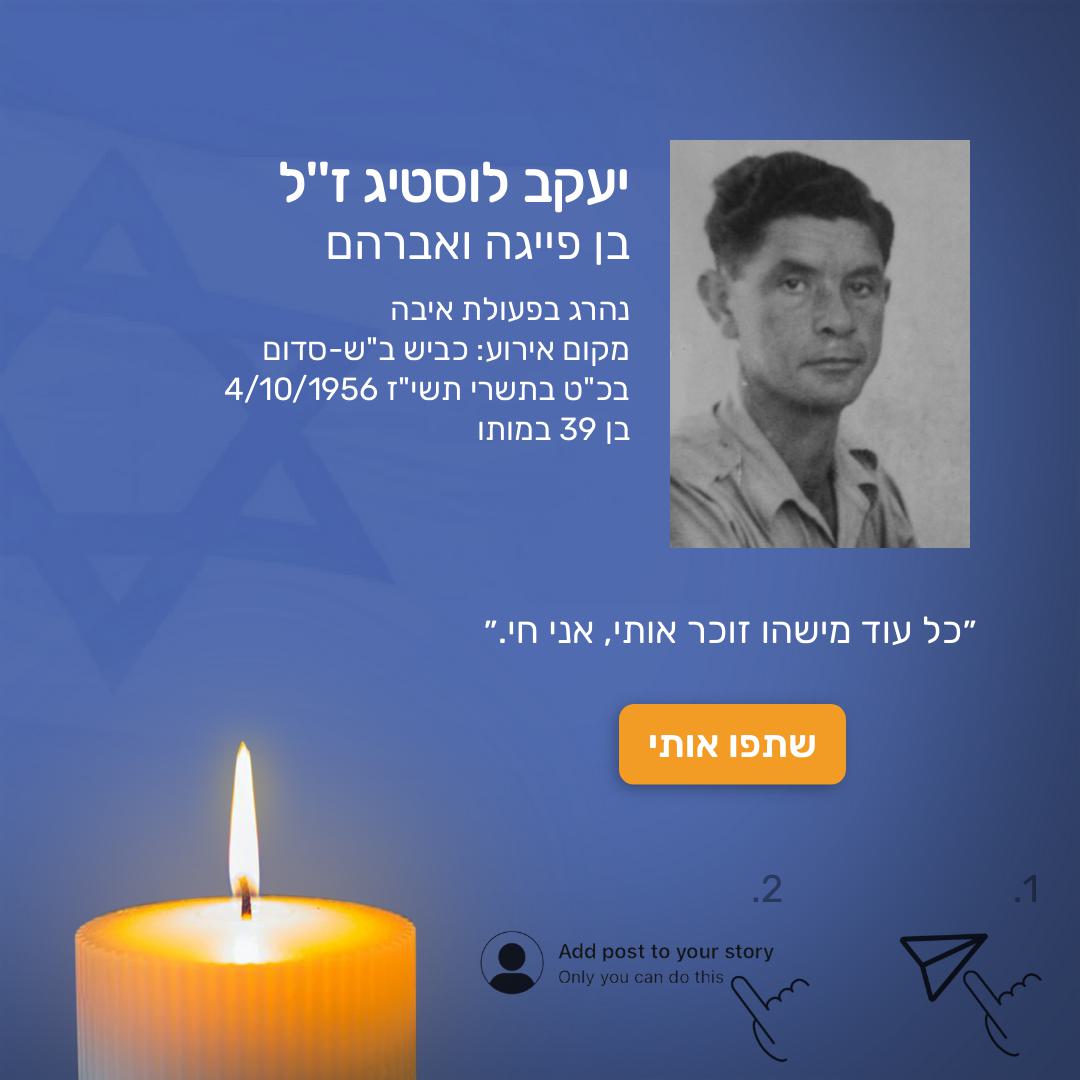 יעקב לוסטיג ז"ל
בן פייגה ואברהם
נהרג בפעולת איבה
מקום אירוע: כביש ב"ש-סדום
בכ"ט בתשרי תשי"ז 4/10/1956
בן 39 במותו
״כל עוד מישהו זוכר אותי, אני חי.״
שתפו אותי
1.
2.
Add post to your story
Only you can do this